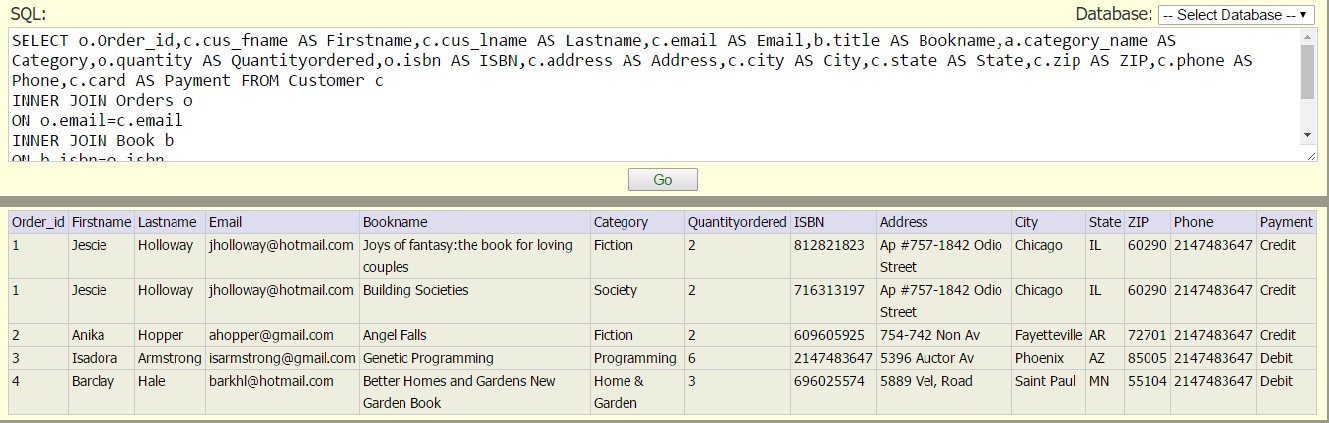 SQL:
Database: -- Select Database --
SELECT o.Order_id,c.cus_fname AS Firstname,c.cus_lname AS Lastname,c.email AS Email,b.title AS Bookname,a.category_name AS
Category,o.quantity AS Quantityordered,o.isbn AS ISBN,c.address AS Address,c.city AS City,c.state AS State,c.zip AS ZIP,c.phone AS
Phone,c.card AS Payment FROM Customer c
INNER JOIN Orders o
ON o.email=c.email
INNER JOIN Book b
ON b.isbn=o.isbn
Go
Order_id Firstname Lastname Email Bookname Category Quantityordered ISBN Address City State ZIP Phone Payment
1 Jescie Holloway jholloway@hotmail.com Joys of fantasy:the book for loving Fiction 2 812821823 Ap #757-1842 Odio Chicago IL 60290 2147483647 Credit
couples Street
1 Jescie Holloway jholloway@hotmail.com Building Societies Society 2 716313197 Ap #757-1842 Odio Chicago IL 60290 2147483647 Credit
Street
2 Anika Hopper ahopper@gmail.com Angel Falls Fiction 2 609605925 754-742 Non Av Fayetteville AR 72701 2147483647 Credit
3 Isadora Armstrong isarmstrong@gmail.com Genetic Programming Programming 6 2147483647 5396 Auctor Av Phoenix AZ 85005 2147483647 Debit
4 Barclay Hale barkhl@hotmail.com Better Homes and Gardens New Home & 3 696025574 5889 Vel, Road Saint Paul MN 55104 2147483647 Debit
Garden Book Garden